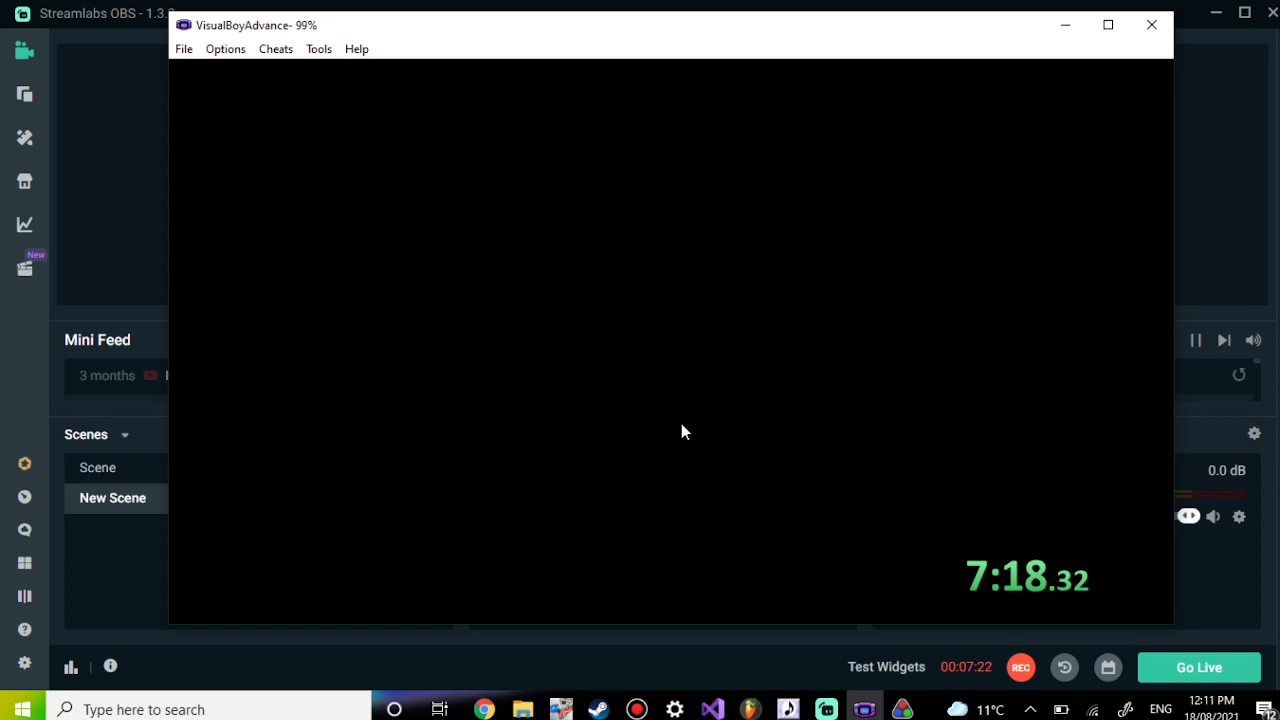 Streamlabs OBS - 1.3.
VisualBoyAdvance- 99%
File Options Cheats Tools Help
New
Mini Feed
3 months
Scenes
Scene
New Scene
0.0 dB
7:18.32
Test Widgets 00:07:22 REC Go Live
Type here to search
11°C ENG
12:11 PM
18/08/2021